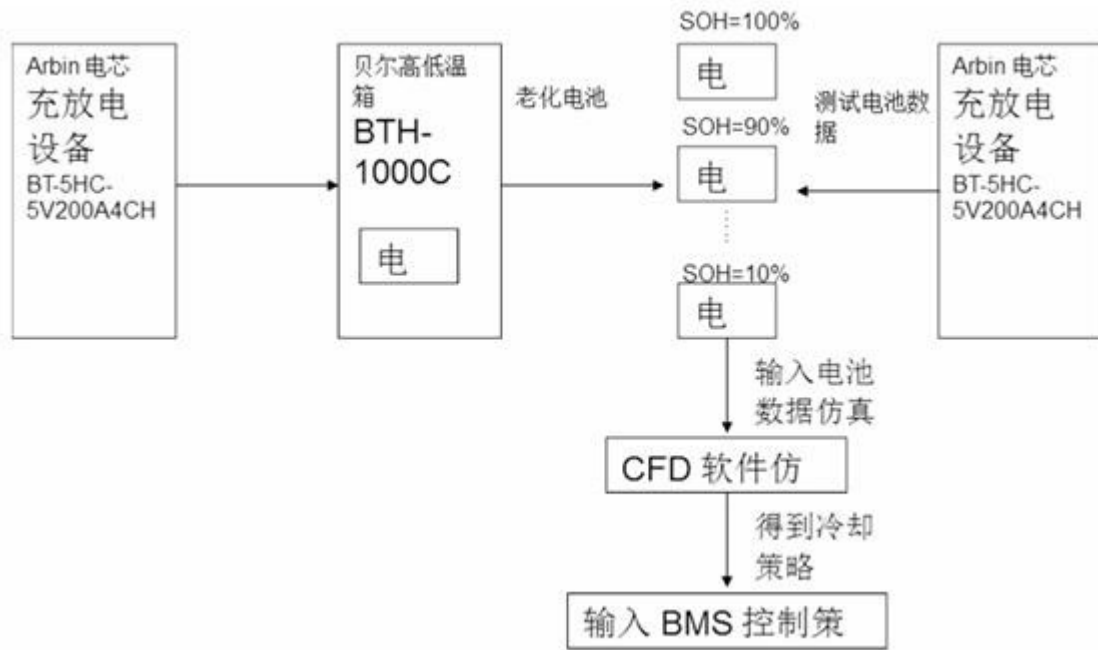 Arbin 电芯
充放电
设备
BT-5HC-
5V200A4CH
贝尔高低温
箱
BTH-
1000C
电
老化电池
SOH=100%
电
SOH=90%
电
SOH=10%
电
测试电池数
据
Arbin 电芯
充放电
设备
BT-5HC-
5V200A4CH
输入电池
数据仿真
CFD 软件仿
得到冷却
策略
输入 BMS 控制策